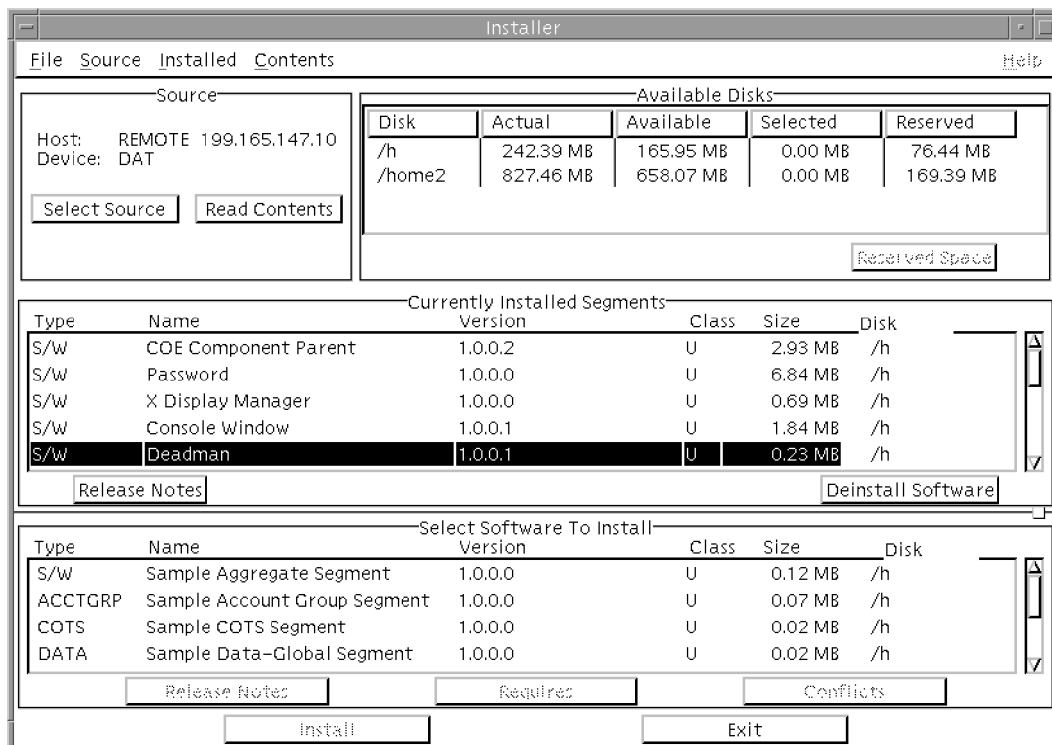 Installer
File Source Installed Contents Help
Source
Host: REMOTE 199.165.147.10
Device: DAT
Select Source Read Contents
Available Disks
Disk Actual Available Selected Reserved
/h 242.39 MB 165.95 MB 0.00 MB 76.44 MB
/home2 827.46 MB 658.07 MB 0.00 MB 169.39 MB
Reserved Space
Currently Installed Segments
Type Name Version Class Size Disk
S/W COE Component Parent 1.0.0.2 U 2.93 MB /h
S/W Password 1.0.0.0 U 6.84 MB /h
S/W X Display Manager 1.0.0.0 U 0.69 MB /h
S/W Console Window 1.0.0.1 U 1.84 MB /h
S/W Deadman 1.0.0.1 U 0.23 MB /h
Release Notes Deinstall Software
Select Software To Install
Type Name Version Class Size Disk
S/W Sample Aggregate Segment 1.0.0.0 U 0.12 MB /h
ACCTGRP Sample Account Group Segment 1.0.0.0 U 0.07 MB /h
COTS Sample COTS Segment 1.0.0.0 U 0.02 MB /h
DATA Sample Data-Global Segment 1.0.0.0 U 0.02 MB /h
Release Notes Requires Conflicts
Install Exit